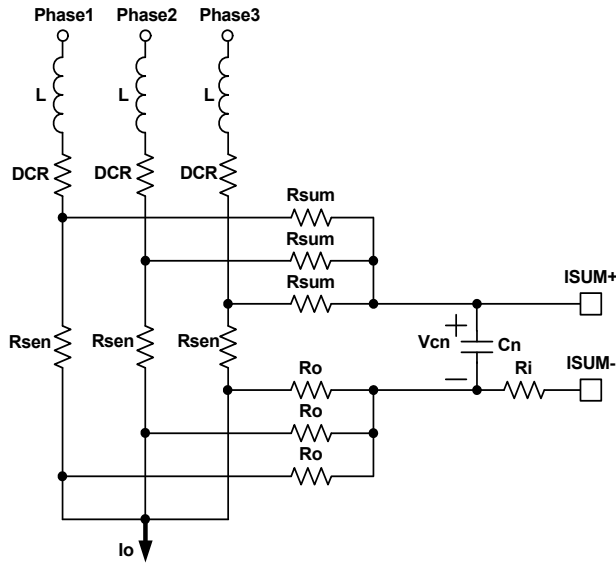 Phase1 Phase2 Phase3
L L L
DCR DCR DCR
Rsum
Rsum
Rsum
ISUM+
Rsen Rsen Rsen
+
Vcn Cn
–
Ro
Ro
Ro
Ri
ISUM-
Io